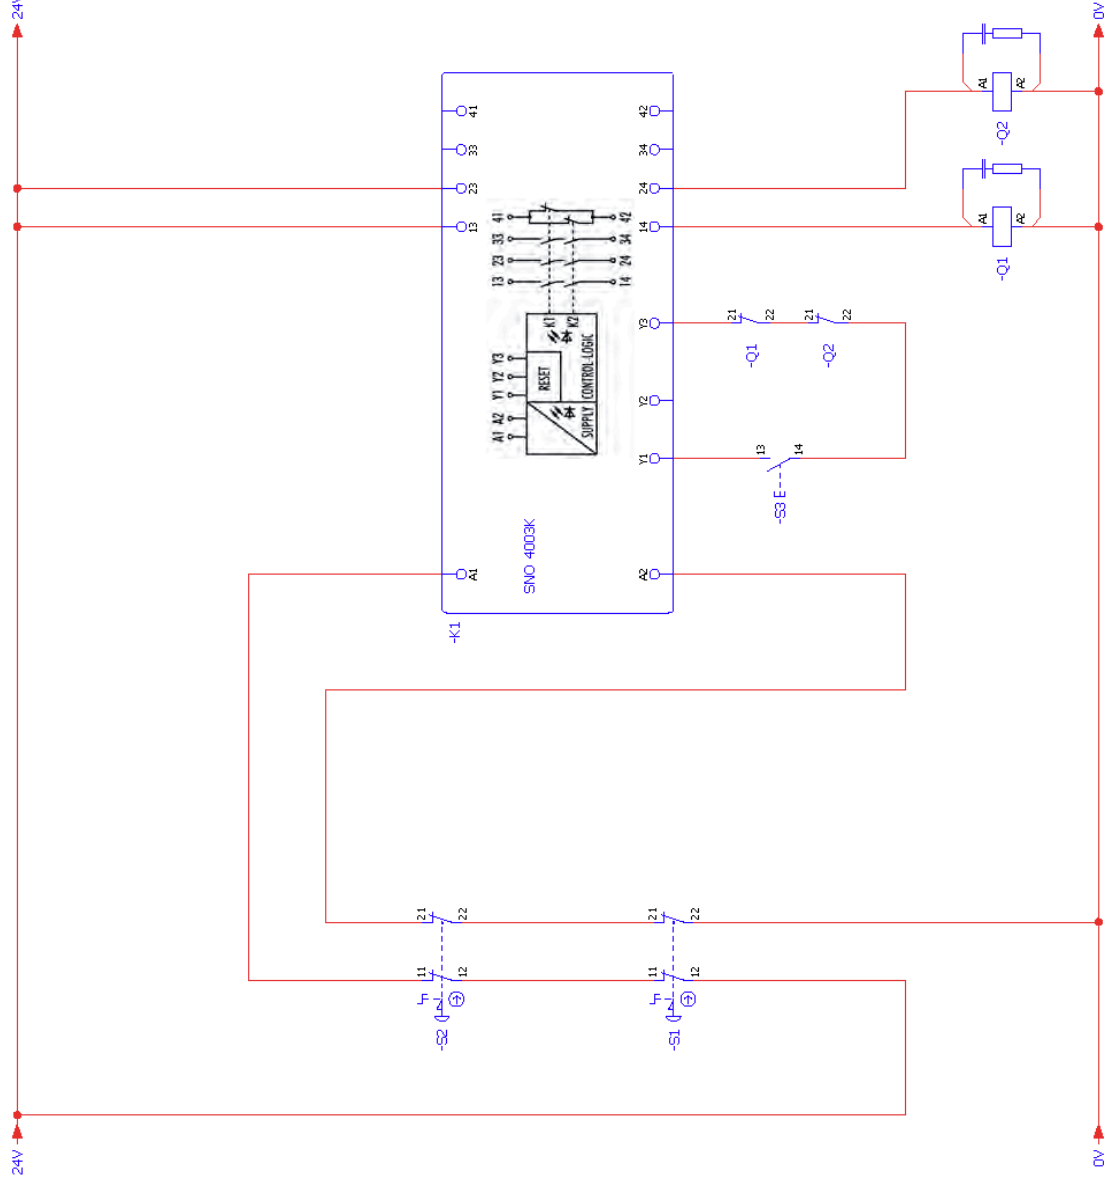 24V 24V
11 21
-S2
12 22
-K1
A1 13 23 33 41
A1 A2 Y1 Y2 Y3 13 23 33 41
SNO 4003K
RESET K1
K2
SUPPLY CONTROL-LOGIC
14 24 34 42
A2 Y1 Y2 Y3 14 24 34 42
11 21
-S1
12 22
21
-Q1
22
13
-S3 E
14
21
-Q2
22
A1 A1
-Q1 -Q2
A2 A2
0V 0V